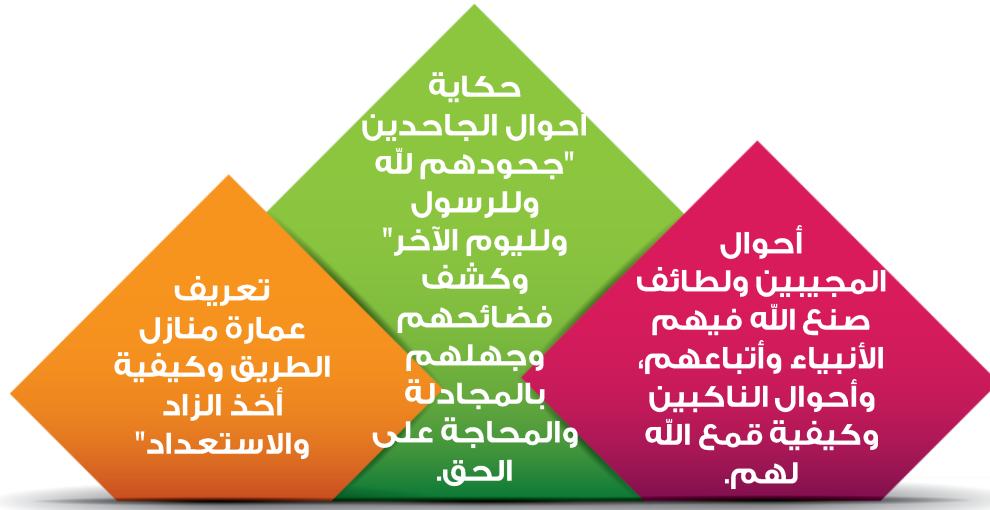 أحوال
المجيبين ولطائف
صنع الله فيهم
الأنبياء وأتباعهم،
وأحوال الناكبين
وكيفية قمع الله
لهم.
حكاية
أحوال الجاحدين
"جحودهم لله
وللرسول
ولليوم الآخر"
وكشف
فضائحهم
وجهلهم
بالمجادلة
والمحاجة على
الحق.
تعريف
عمارة منازل
الطريق وكيفية
أخذ الزاد
والاستعداد"